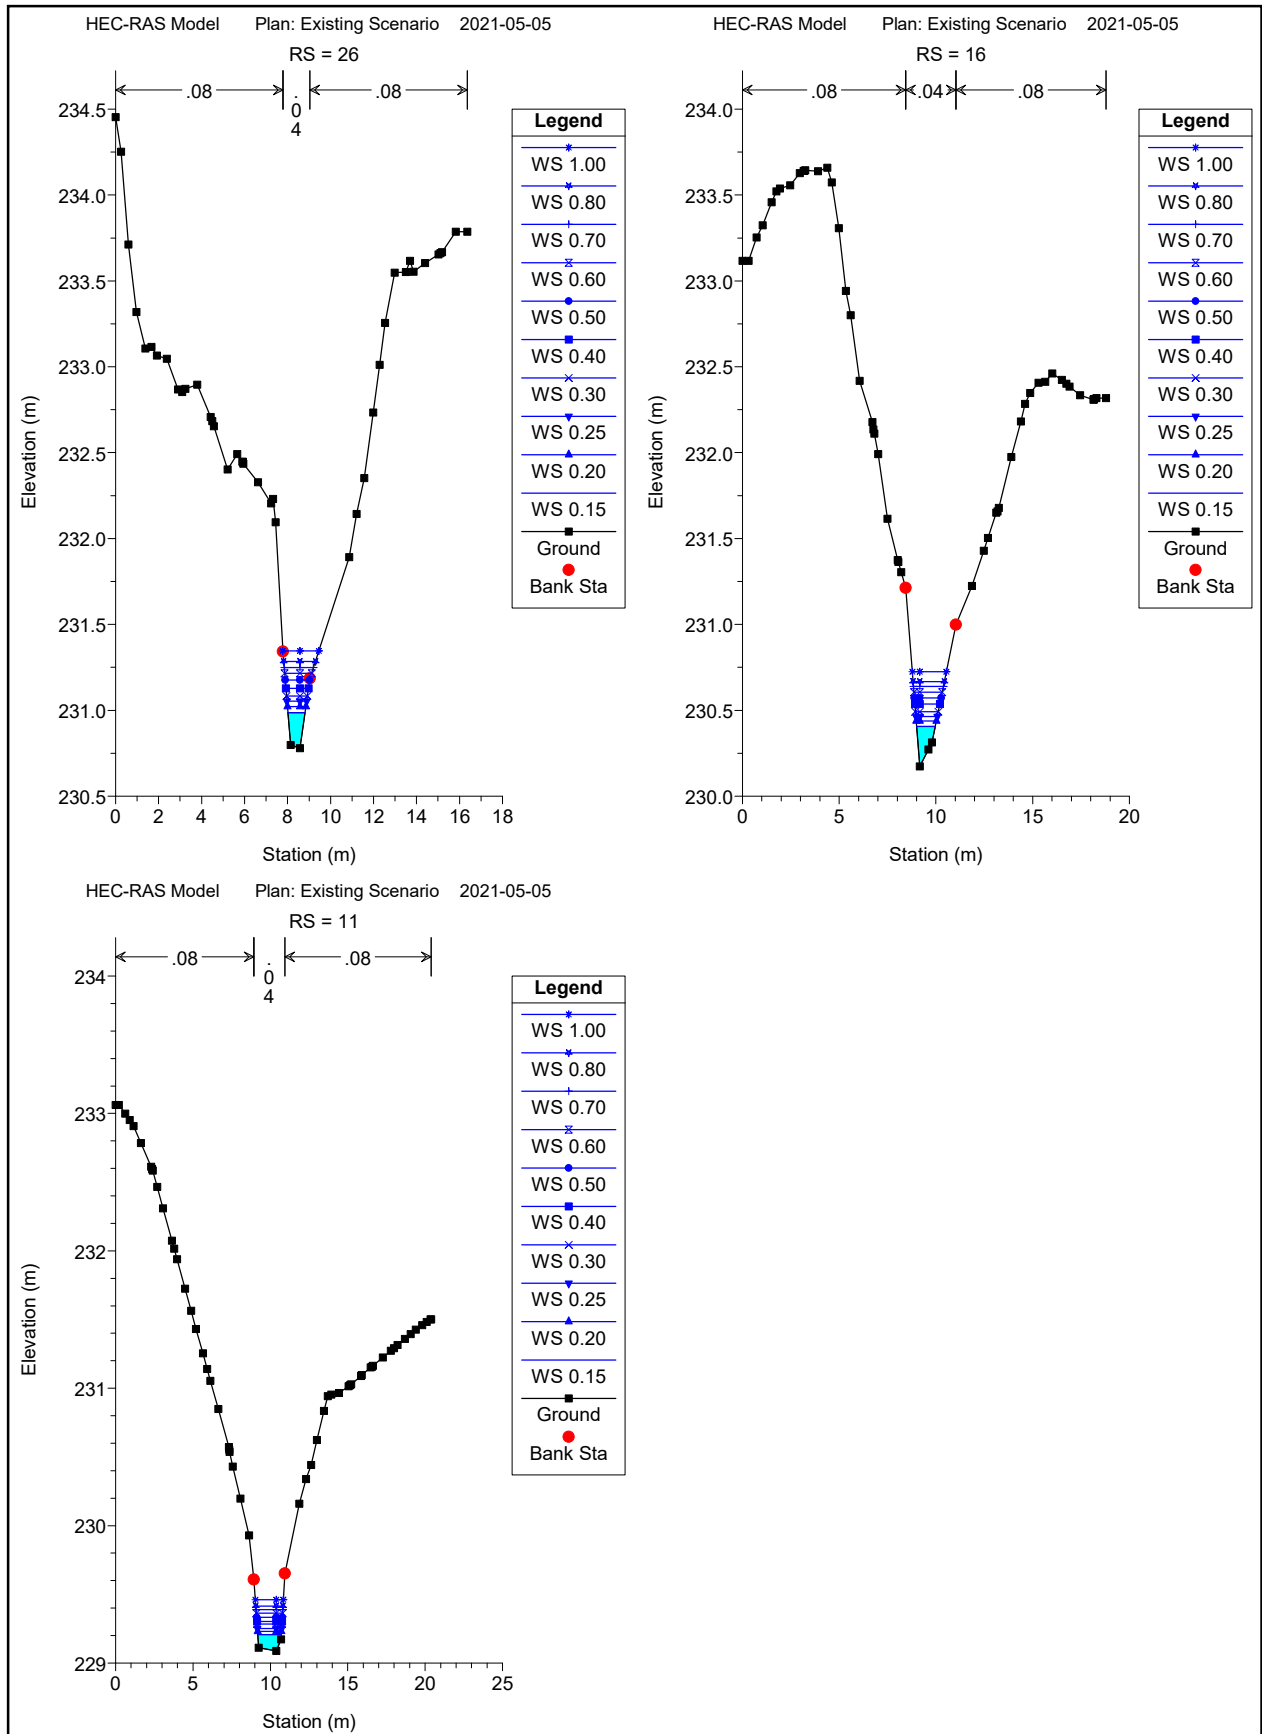 HEC-RAS Model Plan: Existing Scenario 2021-05-05
RS = 26
.08 .04 .08
Elevation (m)
234.5
234.0
233.5
233.0
232.5
232.0
231.5
231.0
230.5
0 2 4 6 8 10 12 14 16 18
Station (m)
Legend
WS 1.00
WS 0.80
WS 0.70
WS 0.60
WS 0.50
WS 0.40
WS 0.30
WS 0.25
WS 0.20
WS 0.15
Ground
Bank Sta
HEC-RAS Model Plan: Existing Scenario 2021-05-05
RS = 16
.08 .04 .08
Elevation (m)
234.0
233.5
233.0
232.5
232.0
231.5
231.0
230.5
230.0
0 5 10 15 20
Station (m)
Legend
WS 1.00
WS 0.80
WS 0.70
WS 0.60
WS 0.50
WS 0.40
WS 0.30
WS 0.25
WS 0.20
WS 0.15
Ground
Bank Sta
HEC-RAS Model Plan: Existing Scenario 2021-05-05
RS = 11
.08 .04 .08
Elevation (m)
234
233
232
231
230
229
0 5 10 15 20 25
Station (m)
Legend
WS 1.00
WS 0.80
WS 0.70
WS 0.60
WS 0.50
WS 0.40
WS 0.30
WS 0.25
WS 0.20
WS 0.15
Ground
Bank Sta